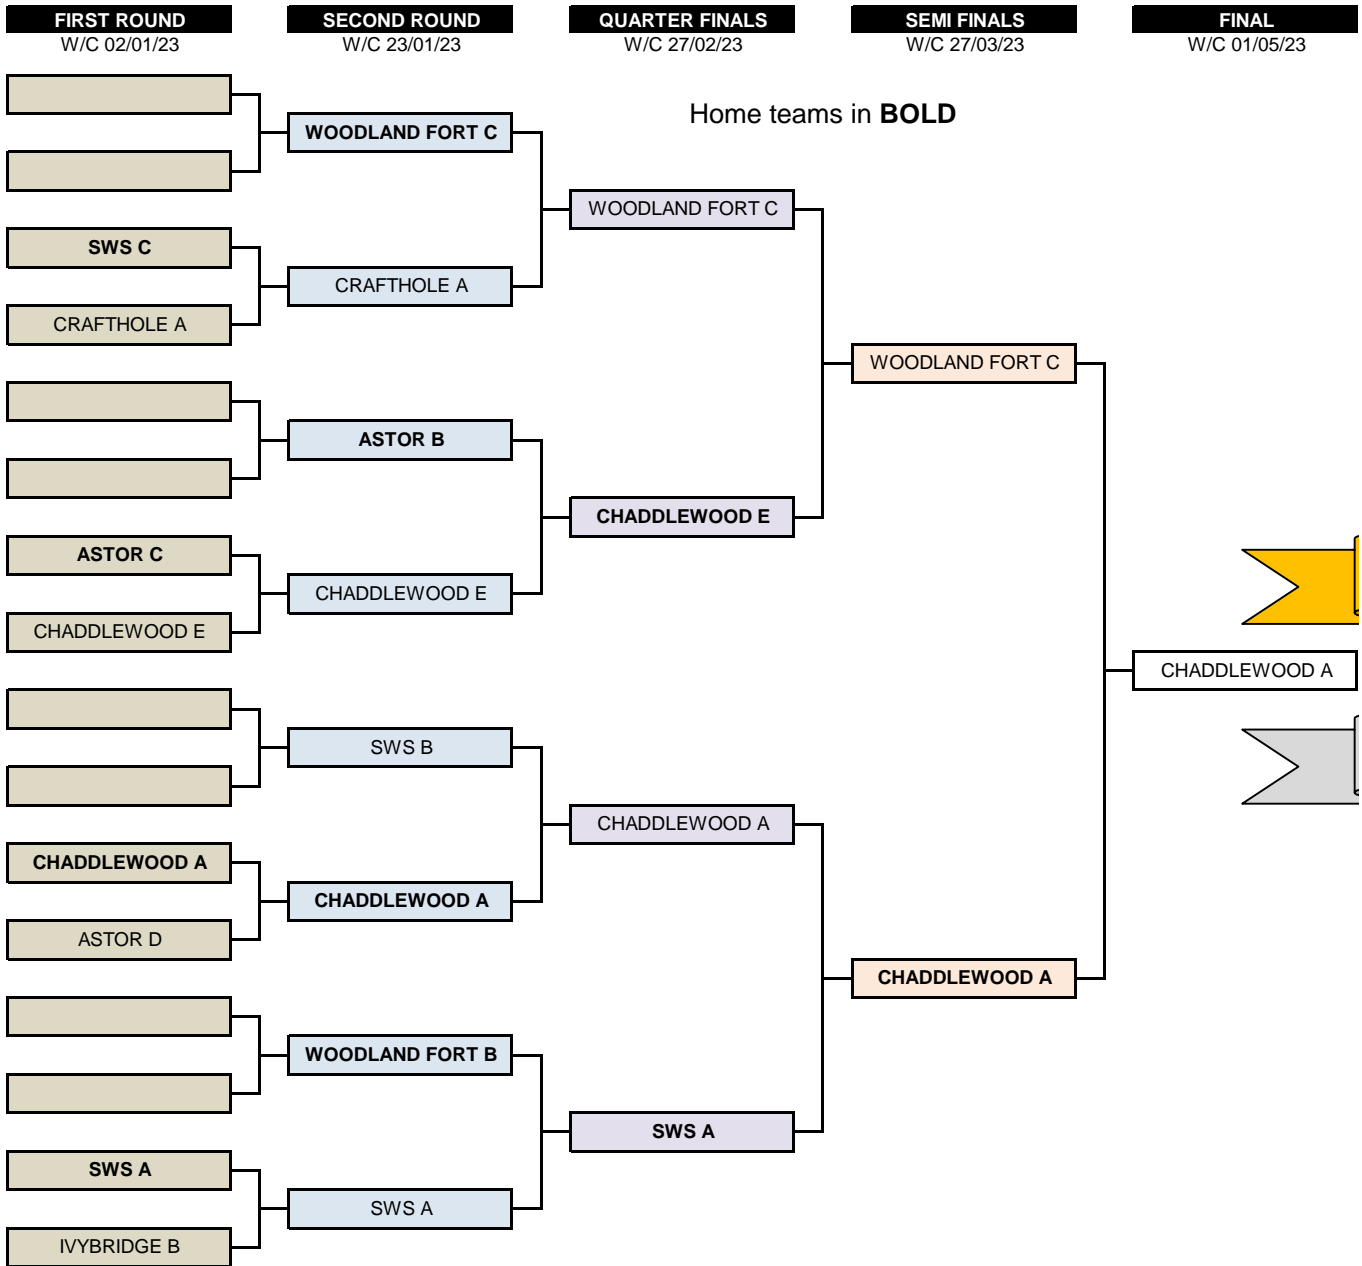 FIRST ROUND
W/C 02/01/23
SECOND ROUND
W/C 23/01/23
QUARTER FINALS
W/C 27/02/23
SEMI FINALS
W/C 27/03/23
FINAL
W/C 01/05/23
Home teams in BOLD
SWS C
CRAFTHOLE A
ASTOR C
CHADDLEWOOD E
CHADDLEWOOD A
ASTOR D
SWS A
IVYBRIDGE B
WOODLAND FORT C
CRAFTHOLE A
ASTOR B
CHADDLEWOOD E
SWS B
CHADDLEWOOD A
WOODLAND FORT B
SWS A
WOODLAND FORT C
CHADDLEWOOD E
CHADDLEWOOD A
SWS A
WOODLAND FORT C
CHADDLEWOOD A
CHADDLEWOOD A